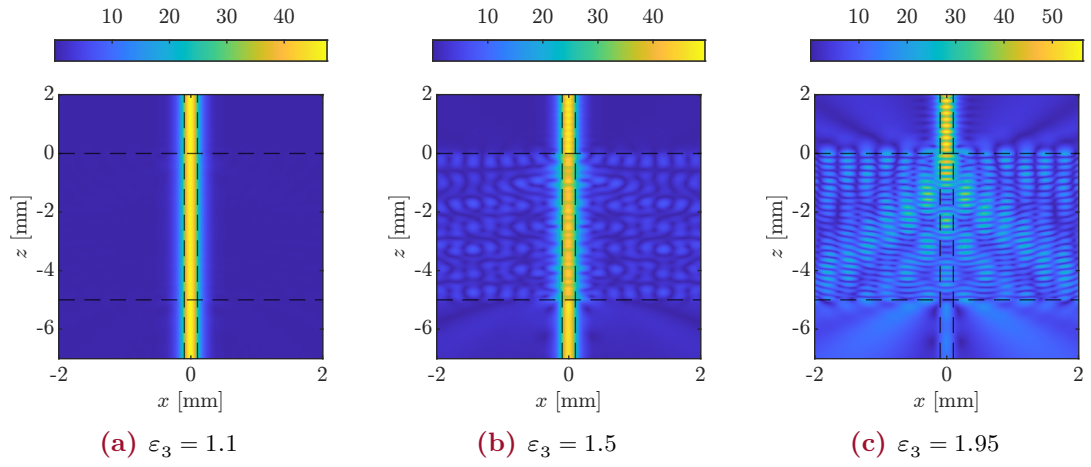 10 20 30 40
10 20 30 40
10 20 30 40 50
2
0
-2
-4
-6
z [mm]
-2 0 2
x [mm]
(a) ε₃ = 1.1
2
0
-2
-4
-6
z [mm]
-2 0 2
x [mm]
(b) ε₃ = 1.5
2
0
-2
-4
-6
z [mm]
-2 0 2
x [mm]
(c) ε₃ = 1.95